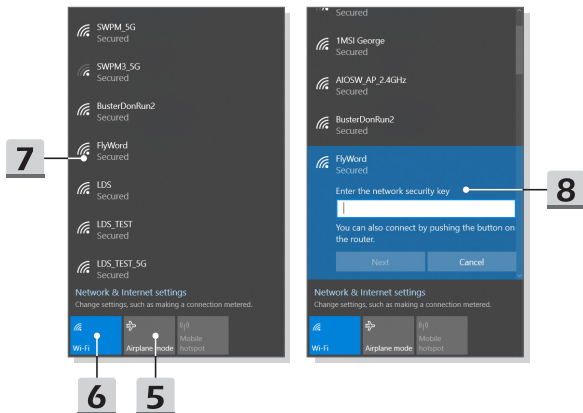 SWPM_5G
Secured
SWPM3_5G
Secured
BusterDonRun2
Secured
FlyWord
Secured
LDS
Secured
LDS_TEST
Secured
LDS_TEST_5G
Secured
Network & Internet settings
Change settings, such as making a connection metered.
Wi-Fi
Airplane mode
Mobile
hotspot
7
6
5
Secured
1MSI George
Secured
AIOSW_AP_2.4GHz
Secured
BusterDonRun2
Secured
FlyWord
Secured
Enter the network security key
You can also connect by pushing the button on
the router.
Next
Cancel
Network & Internet settings
Change settings, such as making a connection metered.
Wi-Fi
Airplane mode
Mobile
hotspot
8